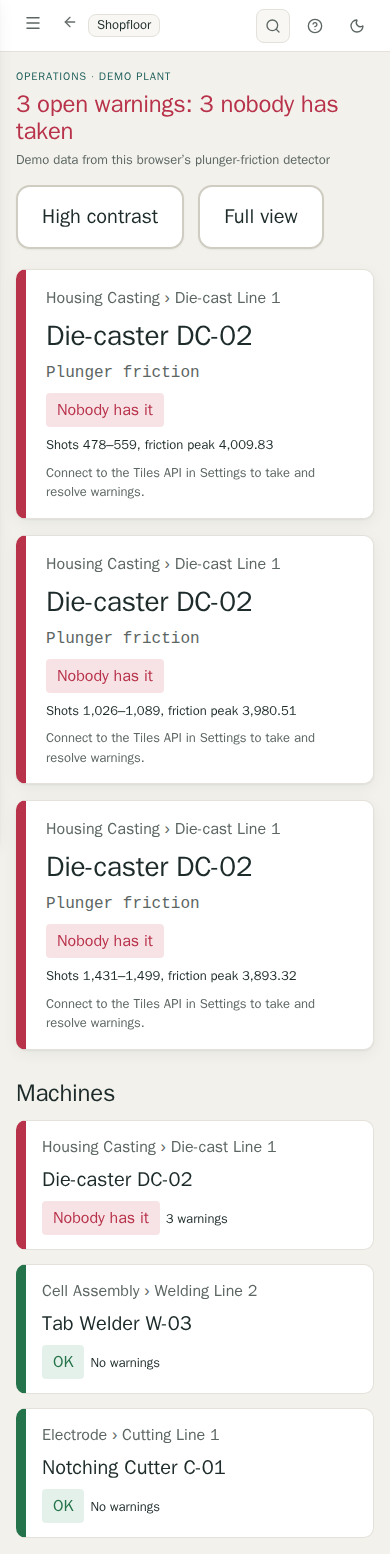 Shopfloor
OPERATIONS · DEMO PLANT
3 open warnings: 3 nobody has
taken
Demo data from this browser's plunger-friction detector
High contrast
Full view
Housing Casting › Die-cast Line 1
Die-caster DC-02
Plunger friction
Nobody has it
Shots 478–559, friction peak 4,009.83
Connect to the Tiles API in Settings to take and
resolve warnings.
Housing Casting › Die-cast Line 1
Die-caster DC-02
Plunger friction
Nobody has it
Shots 1,026–1,089, friction peak 3,980.51
Connect to the Tiles API in Settings to take and
resolve warnings.
Housing Casting › Die-cast Line 1
Die-caster DC-02
Plunger friction
Nobody has it
Shots 1,431–1,499, friction peak 3,893.32
Connect to the Tiles API in Settings to take and
resolve warnings.
Machines
Housing Casting › Die-cast Line 1
Die-caster DC-02
Nobody has it 3 warnings
Cell Assembly › Welding Line 2
Tab Welder W-03
OK No warnings
Electrode › Cutting Line 1
Notching Cutter C-01
OK No warnings